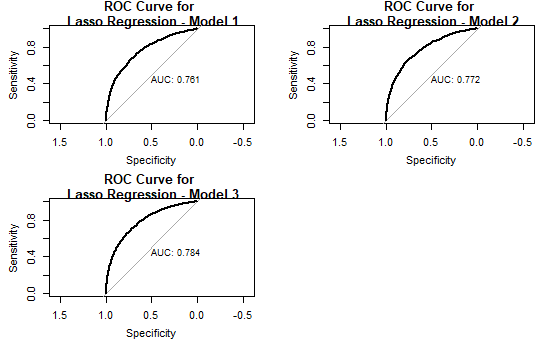 ROC Curve for
Lasso Regression - Model 1
Sensitivity
0.0 0.4 0.8
AUC: 0.761
1.5 1.0 0.5 0.0 -0.5
Specificity
ROC Curve for
Lasso Regression - Model 2
Sensitivity
0.0 0.4 0.8
AUC: 0.772
1.5 1.0 0.5 0.0 -0.5
Specificity
ROC Curve for
Lasso Regression - Model 3
Sensitivity
0.0 0.4 0.8
AUC: 0.784
1.5 1.0 0.5 0.0 -0.5
Specificity